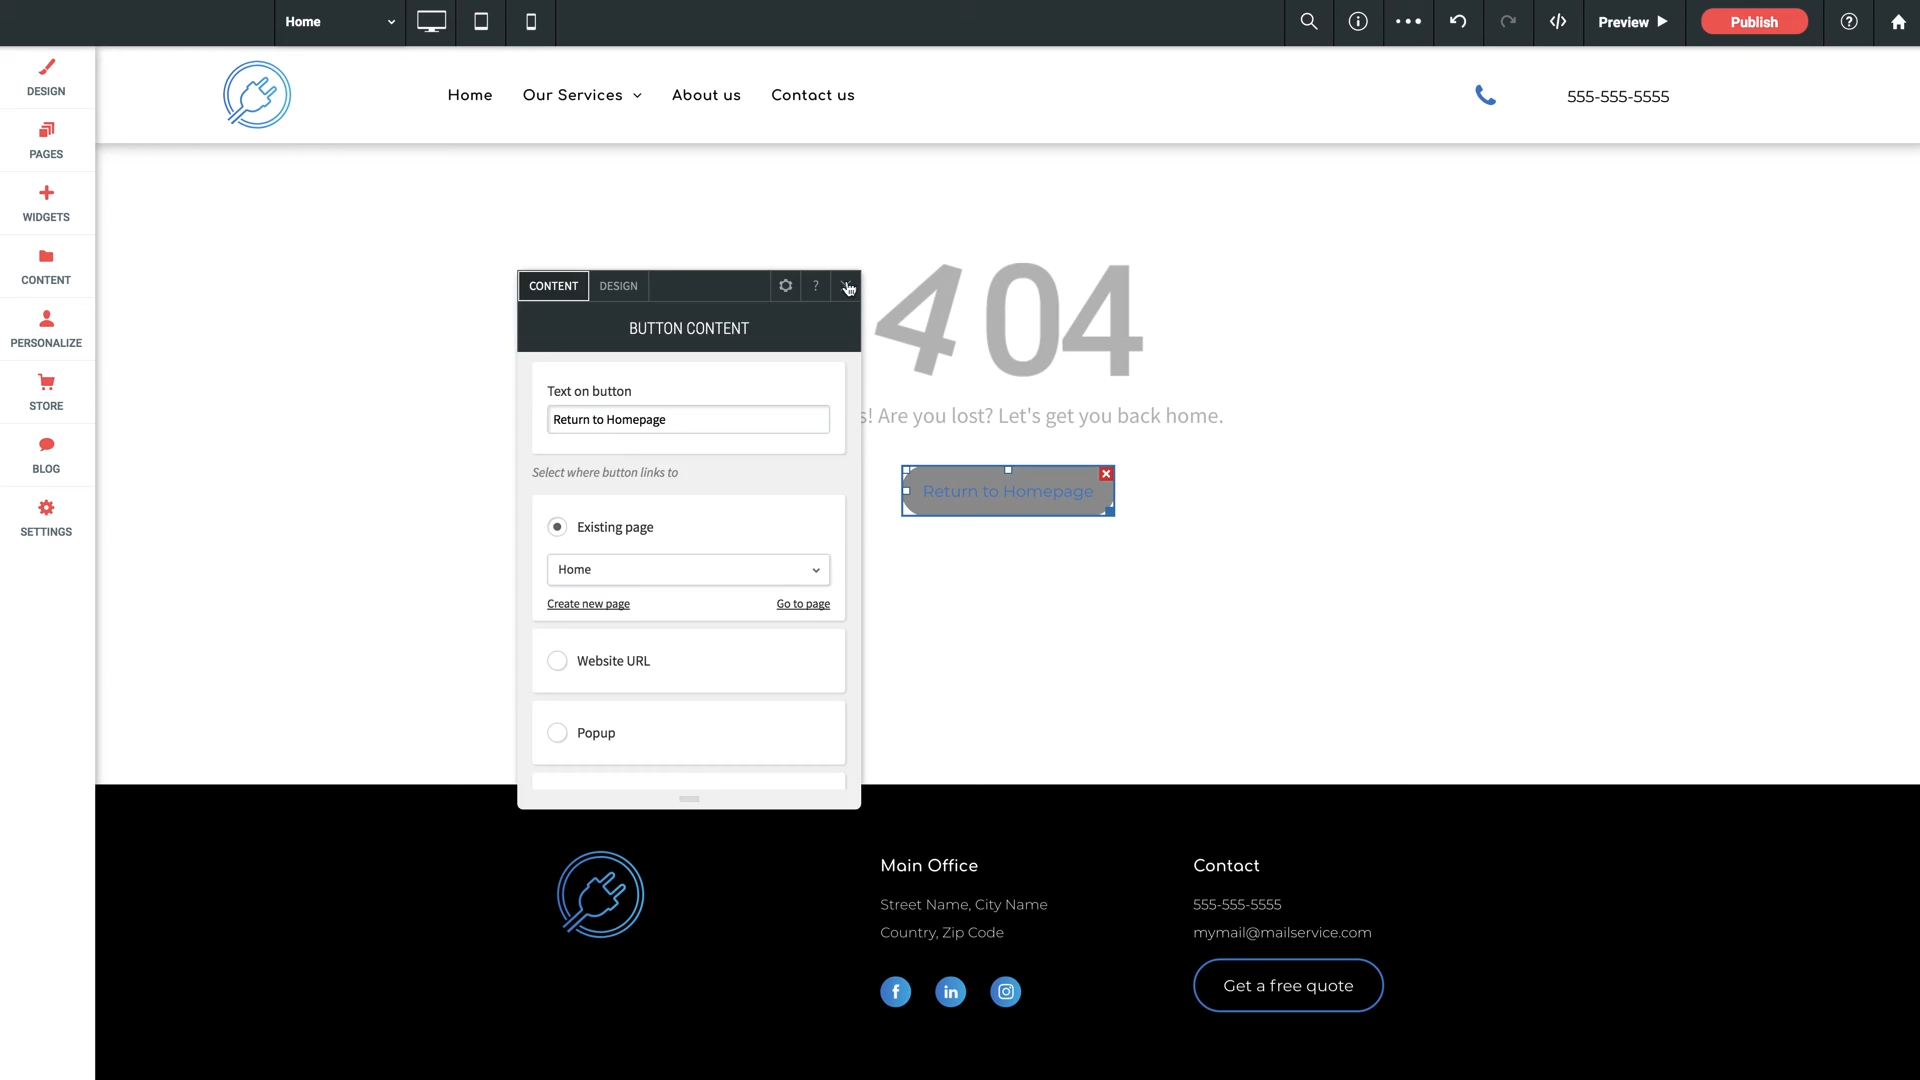 Home
Preview
Publish
DESIGN
PAGES
WIDGETS
CONTENT
PERSONALIZE
STORE
BLOG
SETTINGS
Home
Our Services
About us
Contact us
555-555-5555
404
s! Are you lost? Let's get you back home.
Return to Homepage
CONTENT
DESIGN
?
BUTTON CONTENT
Text on button
Return to Homepage
Select where button links to
Existing page
Home
Create new page
Go to page
Website URL
Popup
Main Office
Street Name, City Name
Country, Zip Code
Contact
555-555-5555
mymail@mailservice.com
Get a free quote